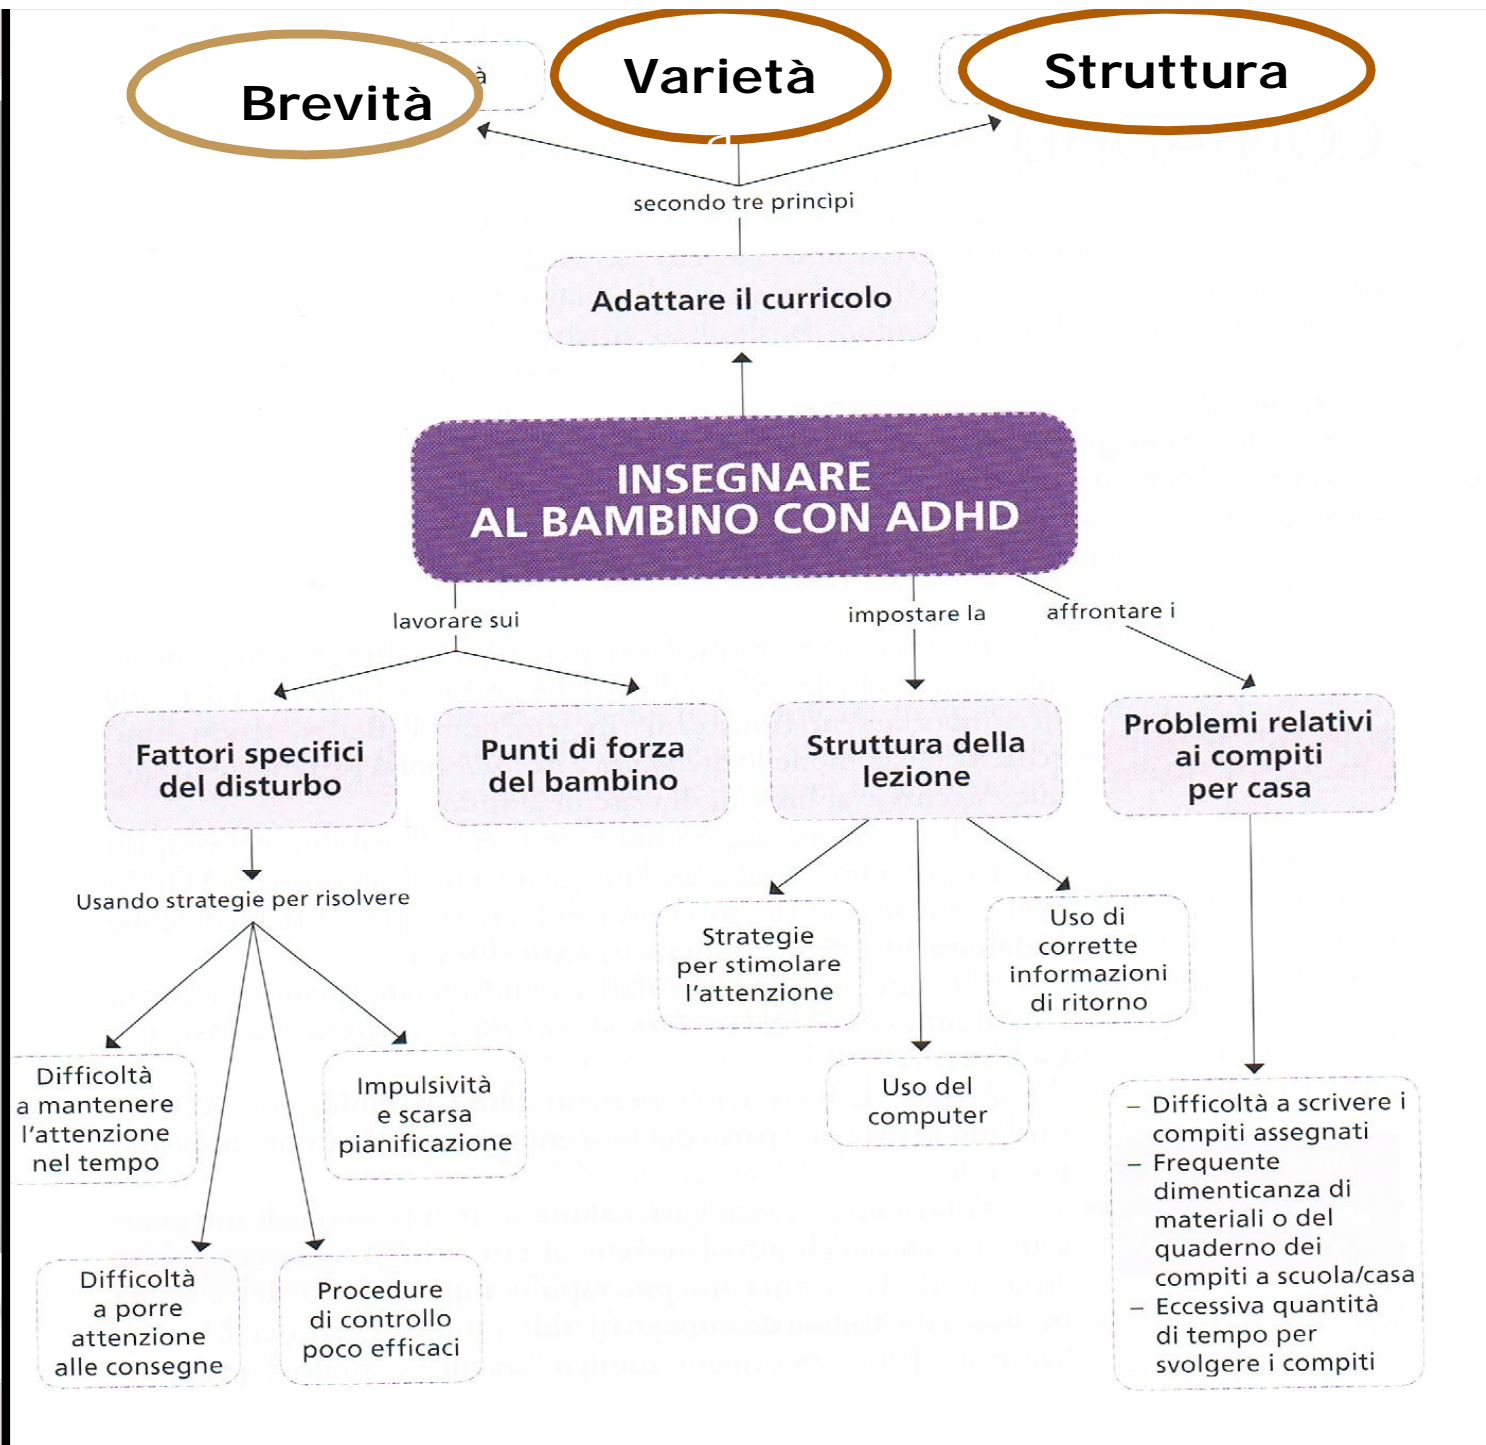 Brevità
Varietà
Struttura
à
secondo tre princìpi
Adattare il curricolo
INSEGNARE
AL BAMBINO CON ADHD
lavorare sui
impostare la
affrontare i
Fattori specifici
del disturbo
Punti di forza
del bambino
Struttura della
lezione
Problemi relativi
ai compiti
per casa
Usando strategie per risolvere
Strategie
per stimolare
l'attenzione
Uso di
corrette
informazioni
di ritorno
Difficoltà
a mantenere
l'attenzione
nel tempo
Impulsività
e scarsa
pianificazione
Uso del
computer
Difficoltà
a porre
attenzione
alle consegne
Procedure
di controllo
poco efficaci
– Difficoltà a scrivere i
compiti assegnati
– Frequente
dimenticanza di
materiali o del
quaderno dei
compiti a scuola/casa
– Eccessiva quantità
di tempo per
svolgere i compiti